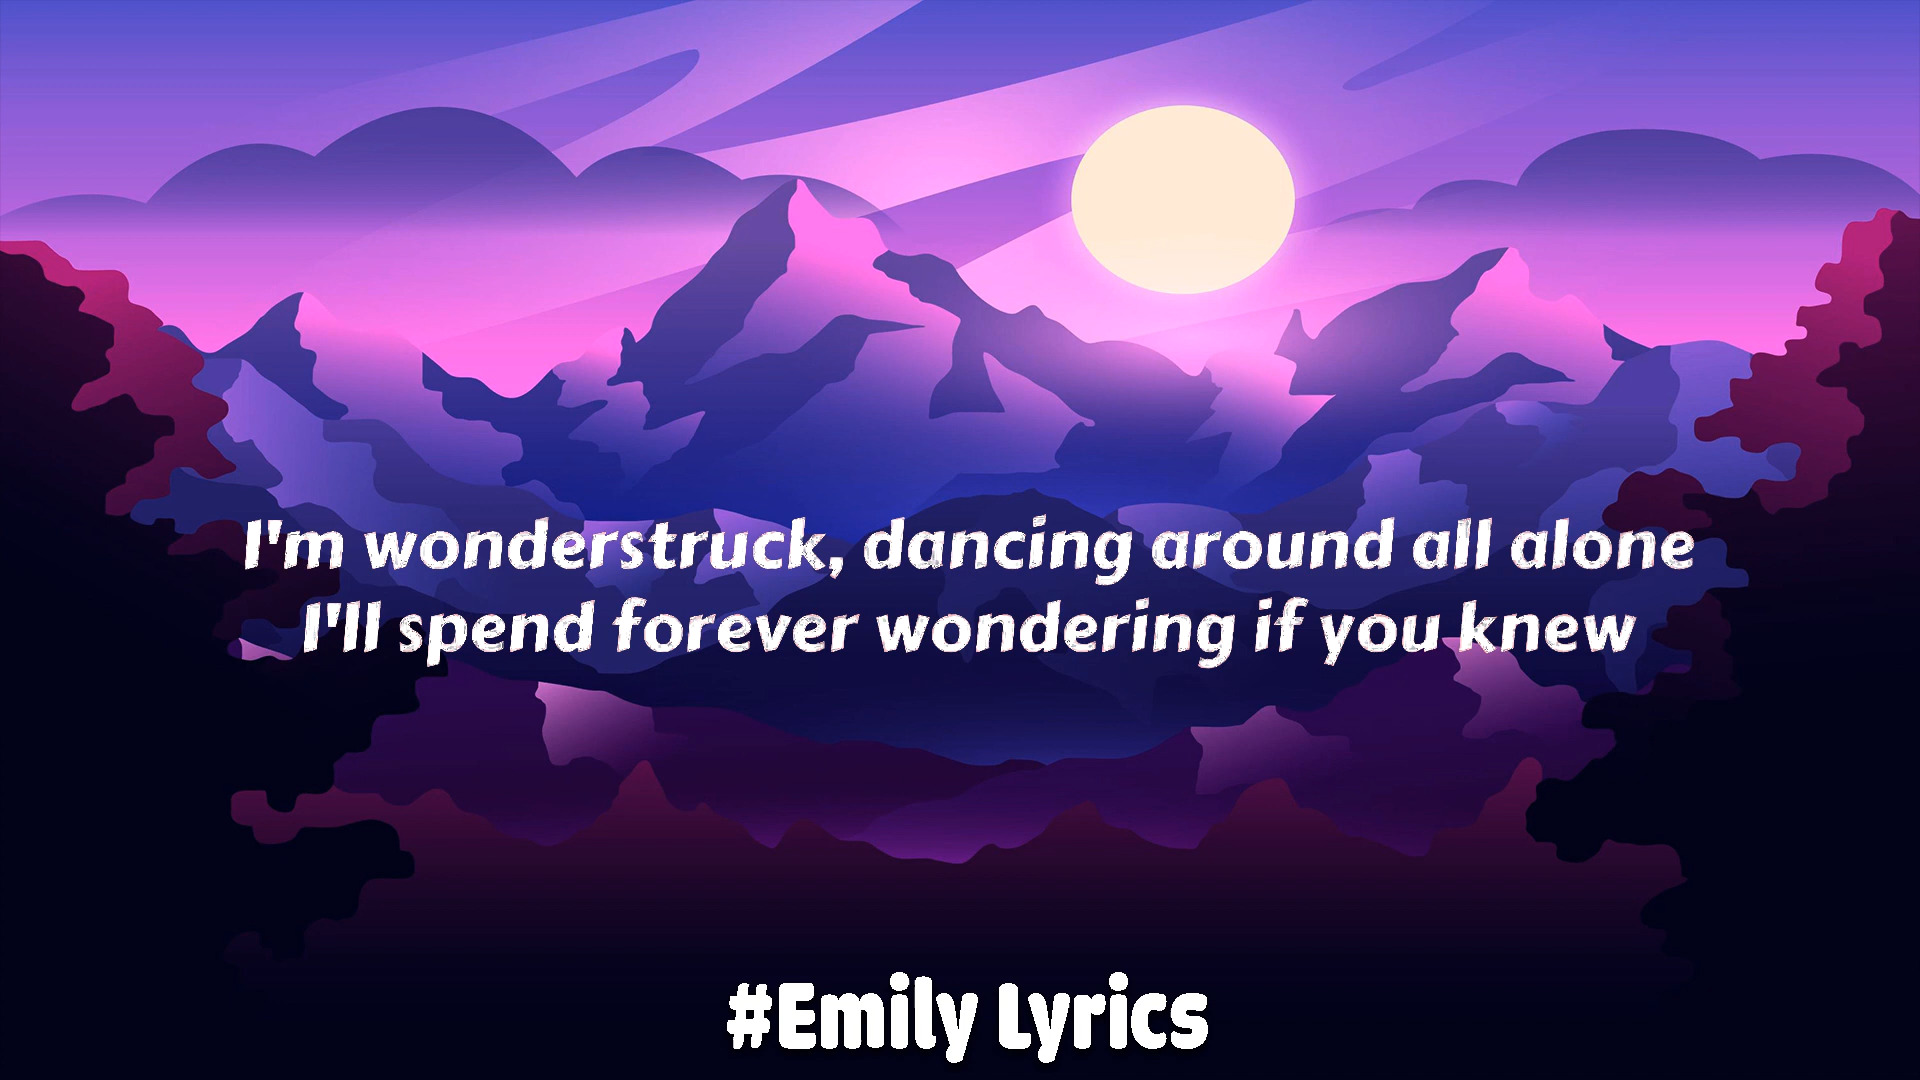 I'm wonderstruck, dancing around all alone
I'll spend forever wondering if you knew
#Emily Lyrics